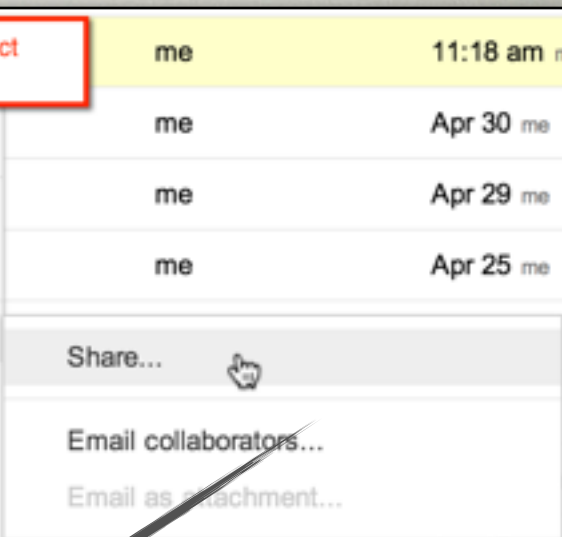 ct
me 11:18 am
me Apr 30 me
me Apr 29 me
me Apr 25 me
Share...
Email collaborators...
Email as attachment...